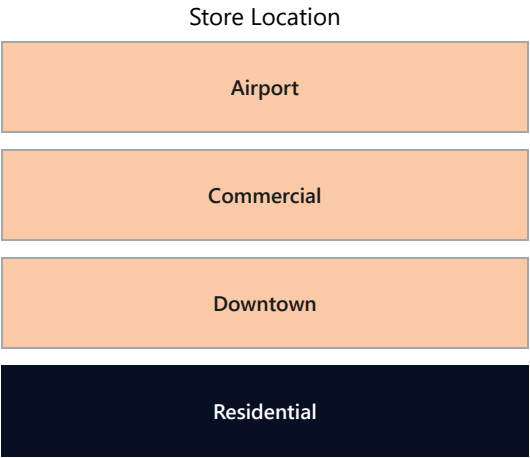 Store Location
Airport
Commercial
Downtown
Residential